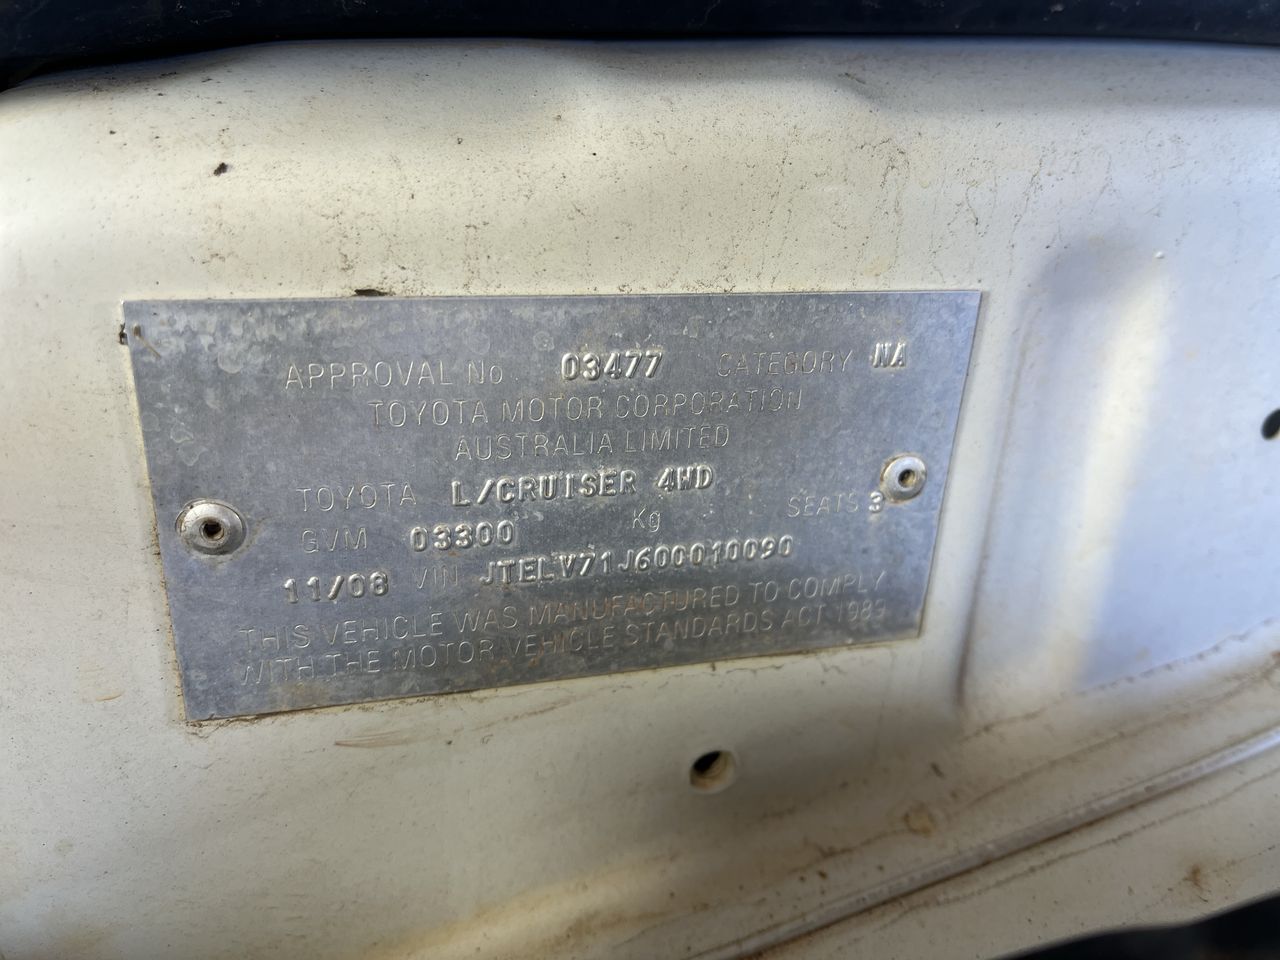 APPROVAL No 03477 CATEGORY NA
TOYOTA MOTOR CORPORATION
AUSTRALIA LIMITED
TOYOTA L/CRUISER 4WD
GVM 03300 Kg SEATS 3
11/08 VIN JTELV71J600010090
THIS VEHICLE WAS MANUFACTURED TO COMPLY
WITH THE MOTOR VEHICLE STANDARDS ACT 1989